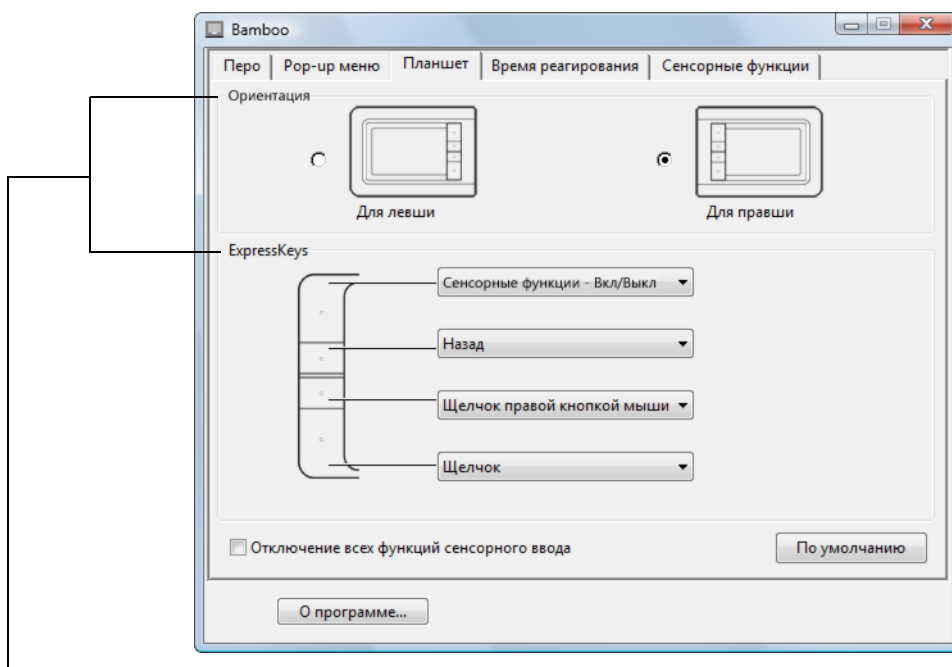 Bamboo
Перо Pop-up меню Планшет Время реагирования Сенсорные функции
Ориентация
Для левши Для правши
ExpressKeys
Сенсорные функции - Вкл/Выкл
Назад
Щелчок правой кнопкой мыши
Щелчок
Отключение всех функций сенсорного ввода По умолчанию
О программе...